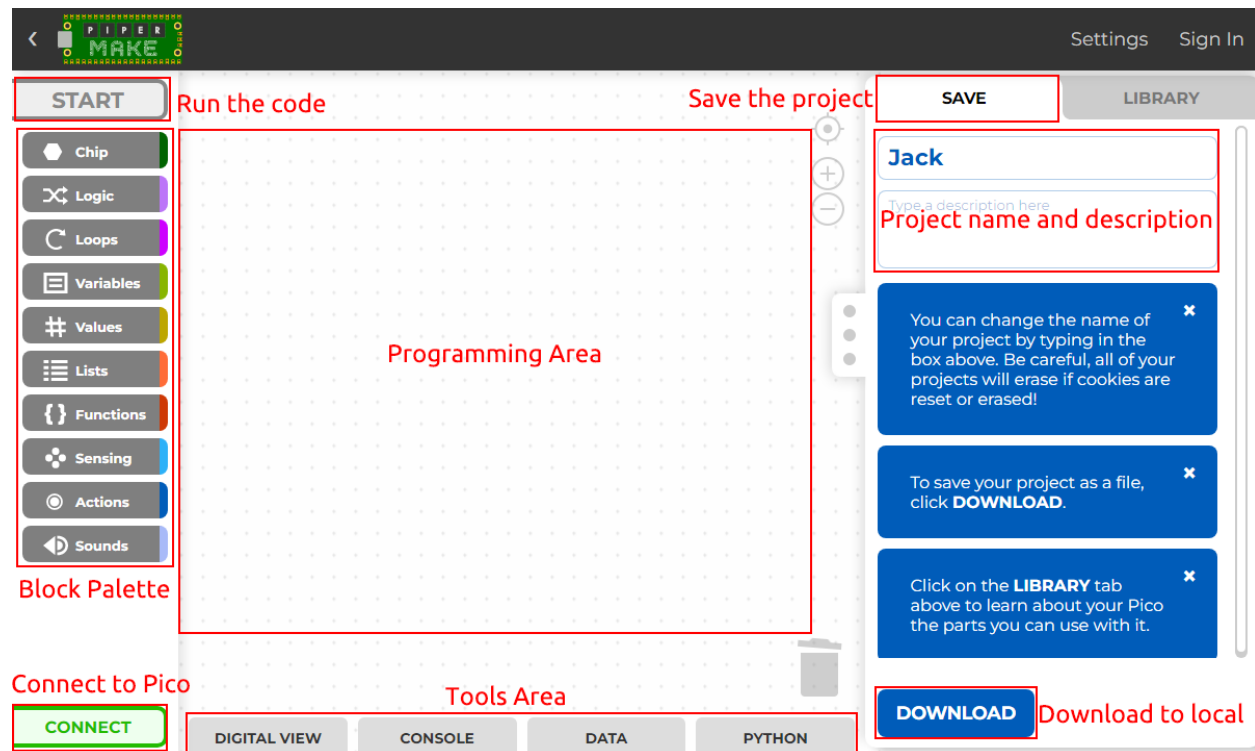 PIPER
MAKE
Settings
Sign In
START
Run the code
Save the project
SAVE
LIBRARY
Chip
Logic
Loops
Variables
Values
Lists
Functions
Sensing
Actions
Sounds
Block Palette
Programming Area
Jack
Type a description here
Project name and description
You can change the name of
your project by typing in the
box above. Be careful, all of your
projects will erase if cookies are
reset or erased!
To save your project as a file,
click DOWNLOAD.
Click on the LIBRARY tab
above to learn about your Pico
the parts you can use with it.
Connect to Pico
CONNECT
Tools Area
DIGITAL VIEW
CONSOLE
DATA
PYTHON
DOWNLOAD
Download to local